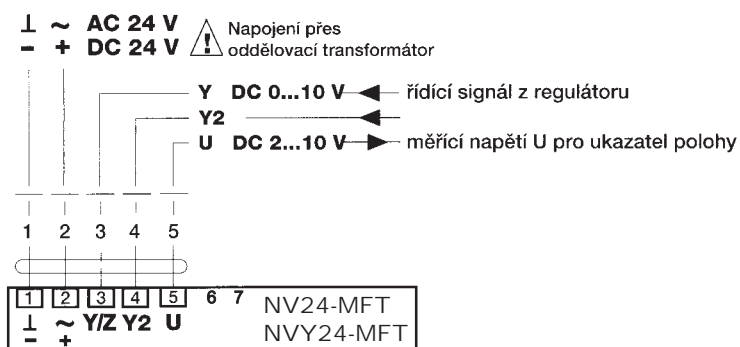 ⊥ ~ AC 24 V
– + DC 24 V
! Napojení přes
oddělovací transformátor
Y DC 0...10 V řídící signál z regulátoru
Y2
U DC 2...10 V měřící napětí U pro ukazatel polohy
1 2 3 4 5
1 2 3 4 5 6 7
⊥ ~ Y/Z Y2 U
– +
NV24-MFT
NVY24-MFT